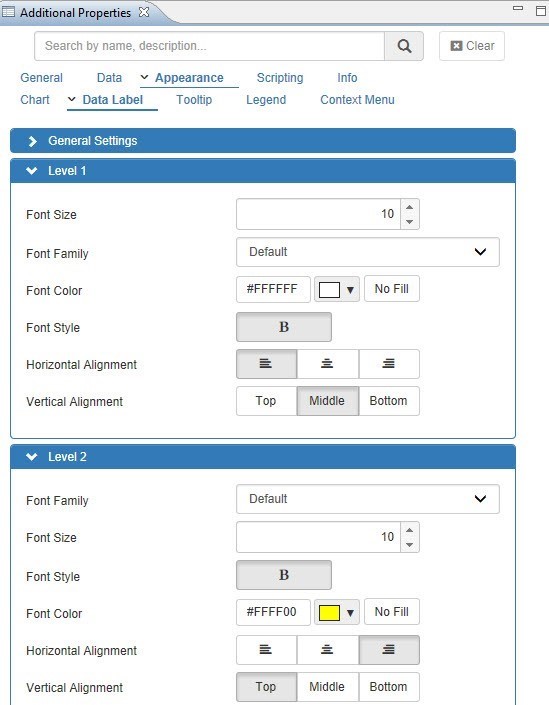 Additional Properties
Search by name, description...
Clear
General Data Appearance Scripting Info
Chart Data Label Tooltip Legend Context Menu
General Settings
Level 1
Font Size 10
Font Family Default
Font Color #FFFFFF No Fill
Font Style B
Horizontal Alignment
Vertical Alignment Top Middle Bottom
Level 2
Font Family Default
Font Size 10
Font Style B
Font Color #FFFF00 No Fill
Horizontal Alignment
Vertical Alignment Top Middle Bottom